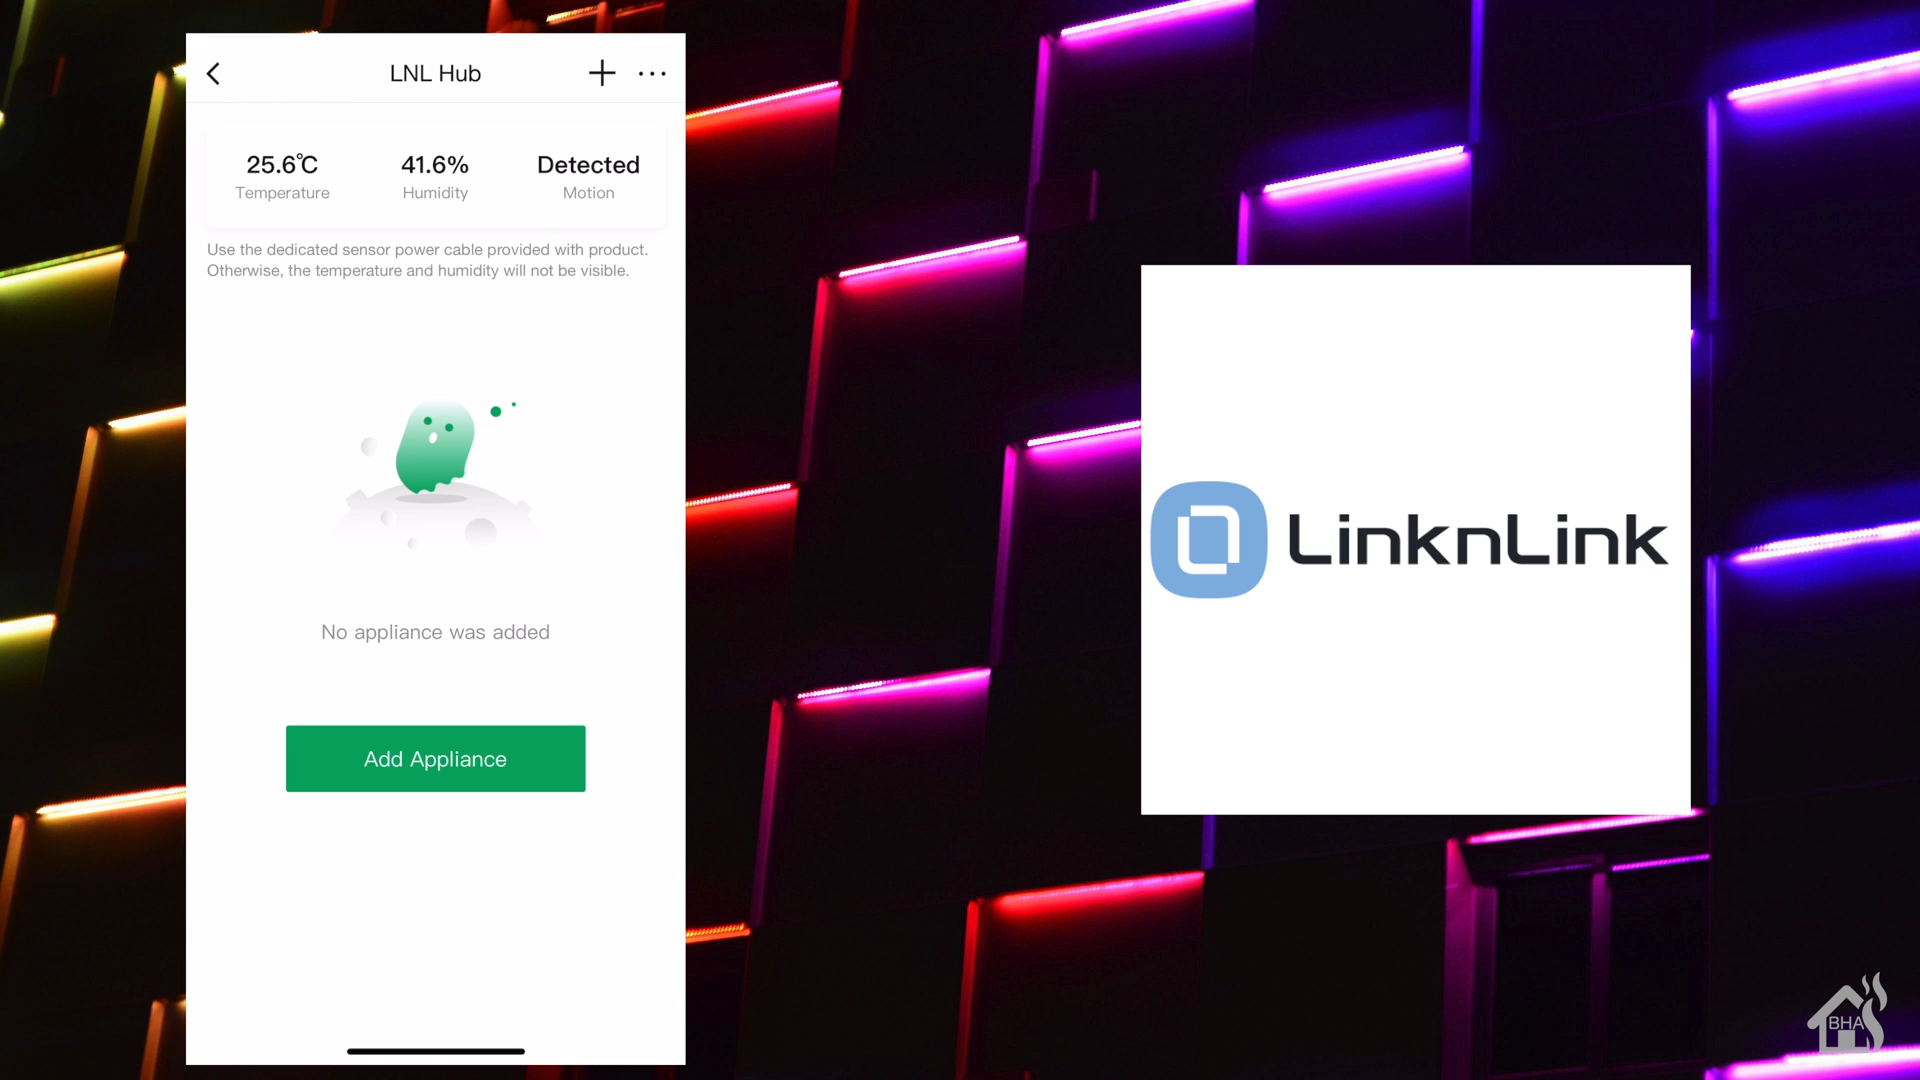 LNL Hub
25.6℃
Temperature
41.6%
Humidity
Detected
Motion
Use the dedicated sensor power cable provided with product.
Otherwise, the temperature and humidity will not be visible.
No appliance was added
Add Appliance
LinknLink
BHA